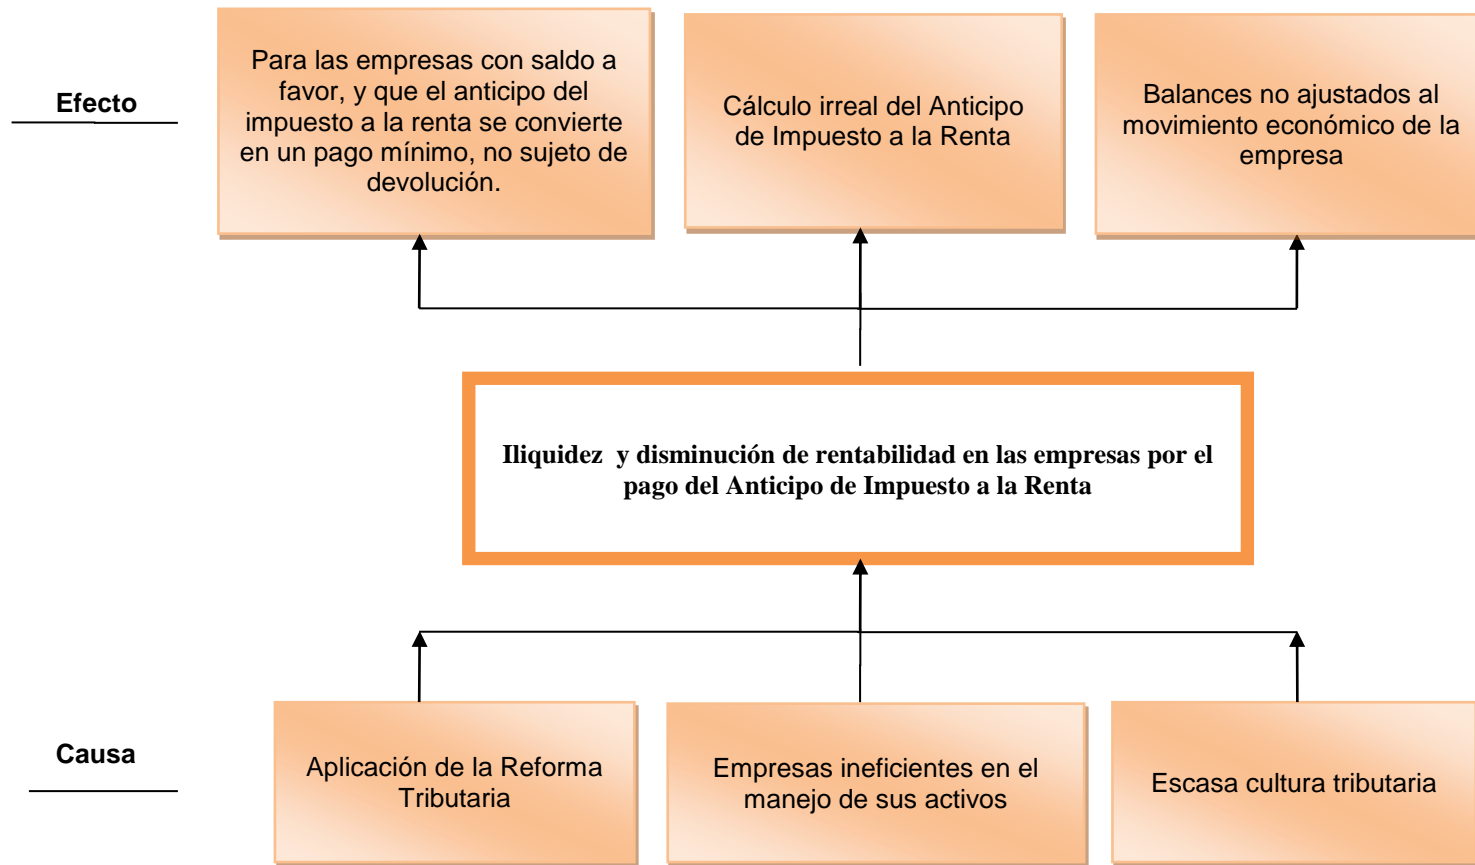 Efecto
Para las empresas con saldo a
favor, y que el anticipo del
impuesto a la renta se convierte
en un pago mínimo, no sujeto de
devolución.
Cálculo irreal del Anticipo
de Impuesto a la Renta
Balances no ajustados al
movimiento económico de la
empresa
Iliquidez y disminución de rentabilidad en las empresas por el
pago del Anticipo de Impuesto a la Renta
Causa
Aplicación de la Reforma
Tributaria
Empresas ineficientes en el
manejo de sus activos
Escasa cultura tributaria